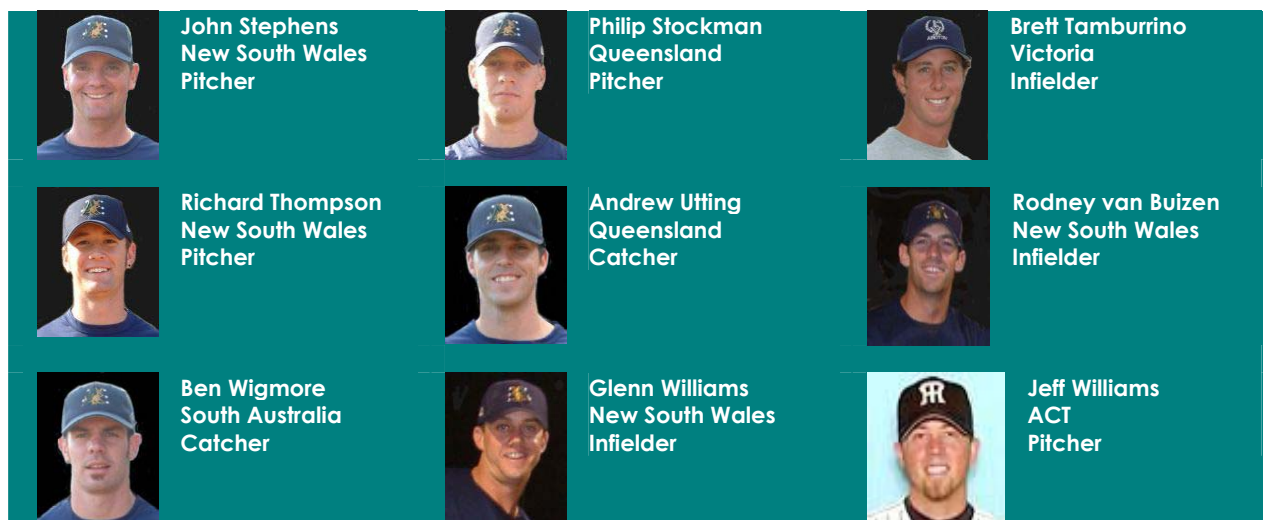 John Stephens
New South Wales
Pitcher
Philip Stockman
Queensland
Pitcher
Brett Tamburrino
Victoria
Infielder
Richard Thompson
New South Wales
Pitcher
Andrew Utting
Queensland
Catcher
Rodney van Buizen
New South Wales
Infielder
Ben Wigmore
South Australia
Catcher
Glenn Williams
New South Wales
Infielder
Jeff Williams
ACT
Pitcher